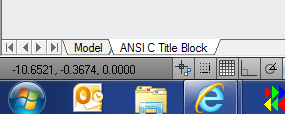 Model ANSI C Title Block
-10.6521, -0.3674, 0.0000